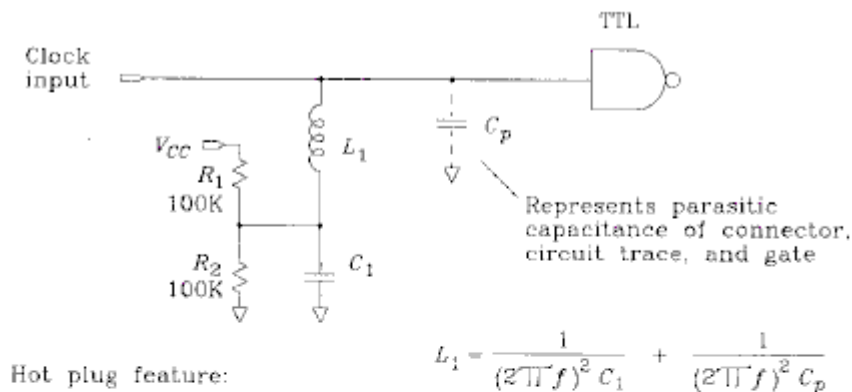 TTL
Clock
input
V_CC
L_1
C_p
R_1
100K
Represents parasitic
capacitance of connector,
circuit trace, and gate
R_2
100K
C_1
L_1 = 1/((2πf)^2 C_1) + 1/((2πf)^2 C_p)
Hot plug feature: